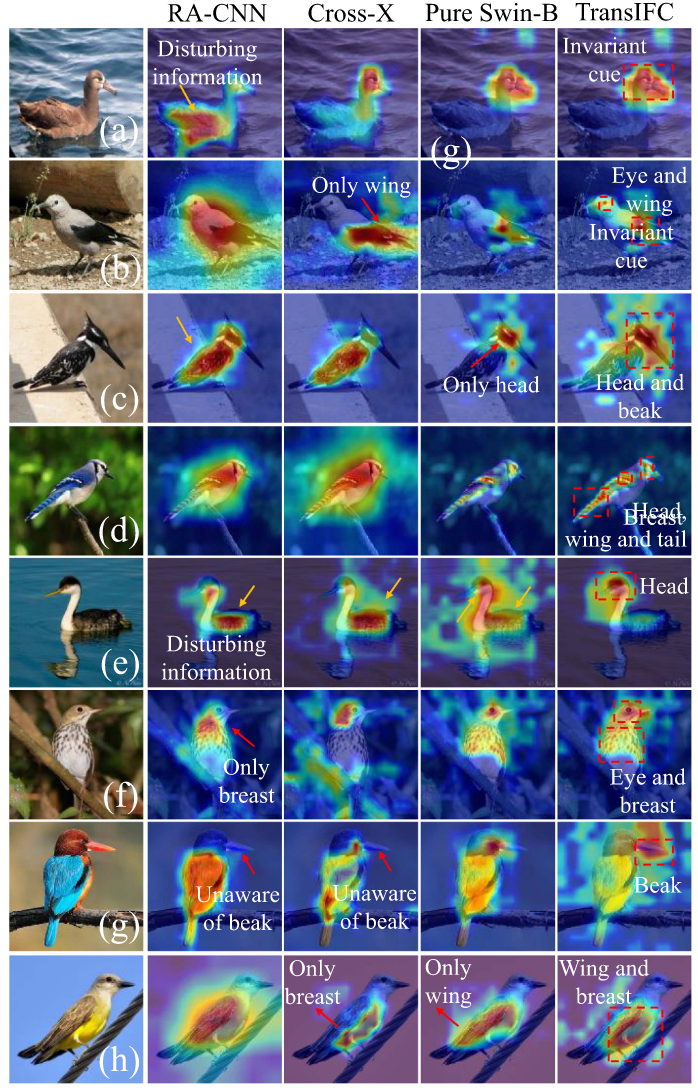 RA-CNN Cross-X Pure Swin-B TransIFC
Disturbing
information
Invariant
cue
(a)
(g)
Only wing
Eye and
wing
Invariant
cue
(b)
Only head
Head and
beak
(c)
Head,
Breast,
wing and tail
(d)
Head
Disturbing
information
(e)
Only
breast
Eye and
breast
(f)
Unaware
of beak
Unaware
of beak
Beak
(g)
Only
breast
Only
wing
Wing and
breast
(h)